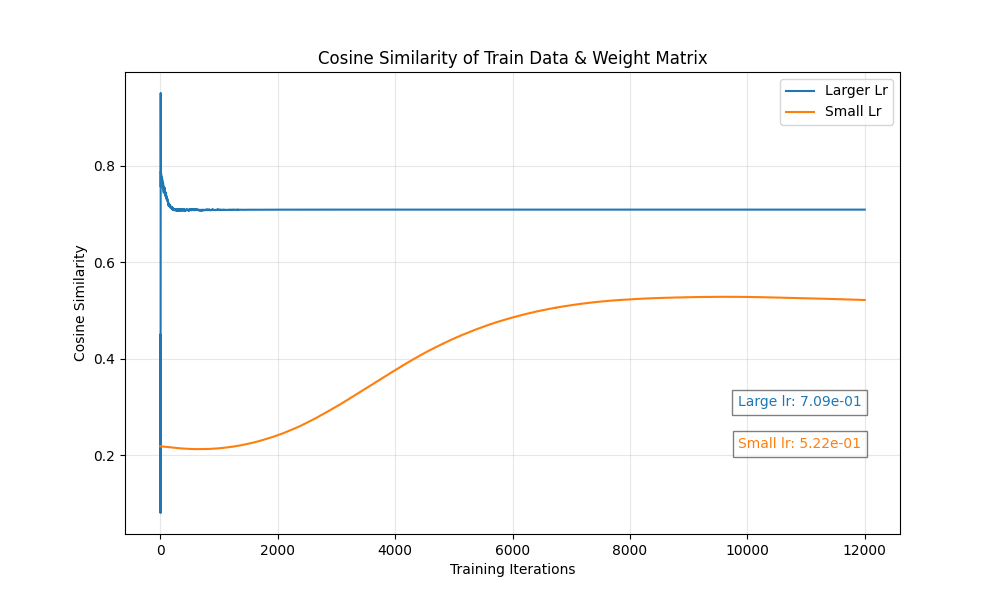 Cosine Similarity of Train Data & Weight Matrix
Larger Lr
Small Lr
0.8
0.6
0.4
0.2
Cosine Similarity
Large lr: 7.09e-01
Small lr: 5.22e-01
0 2000 4000 6000 8000 10000 12000
Training Iterations